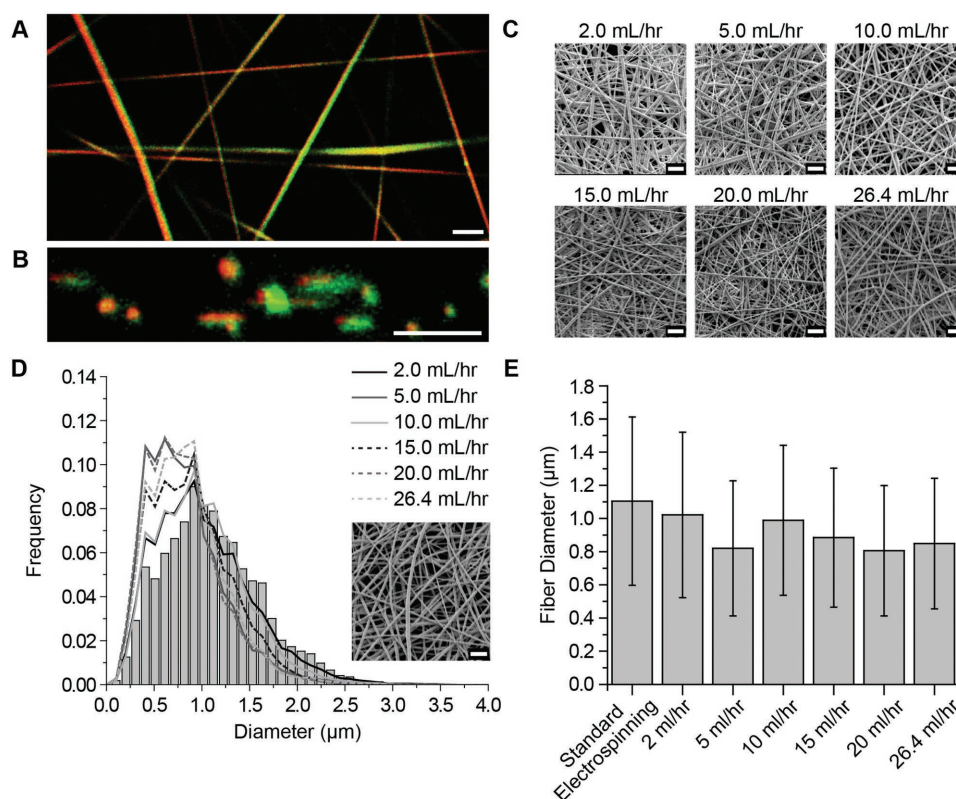 A
B
C
2.0 mL/hr 5.0 mL/hr 10.0 mL/hr
15.0 mL/hr 20.0 mL/hr 26.4 mL/hr
D
0.14
0.12
0.10
0.08
0.06
0.04
0.02
0.00
Frequency
2.0 mL/hr
5.0 mL/hr
10.0 mL/hr
15.0 mL/hr
20.0 mL/hr
26.4 mL/hr
0.0 0.5 1.0 1.5 2.0 2.5 3.0 3.5 4.0
Diameter (µm)
E
1.8
1.6
1.4
1.2
1.0
0.8
0.6
0.4
0.2
0.0
Fiber Diameter (µm)
Standard
Electrospinning
2 ml/hr
5 ml/hr
10 ml/hr
15 ml/hr
20 ml/hr
26.4 ml/hr